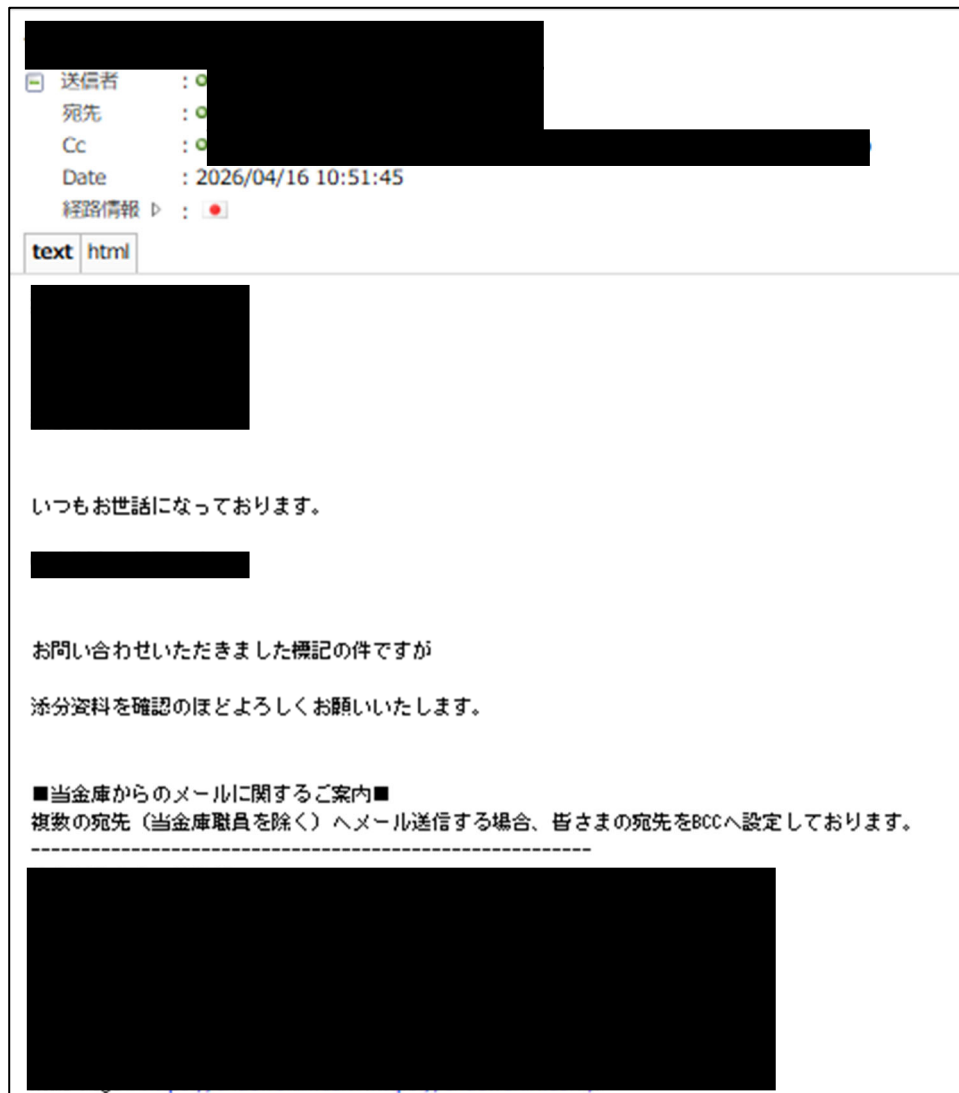 送信者 :
宛先 :
Cc :
Date : 2026/04/16 10:51:45
経路情報 ▷ :
text html
いつもお世話になっております。
お問い合わせいただきました標記の件ですが
添分資料を確認のほどよろしくお願いいたします。
■当金庫からのメールに関するご案内■
複数の宛先（当金庫職員を除く）へメール送信する場合、皆さまの宛先をBCCへ設定しております。
--------------------------------------------------------